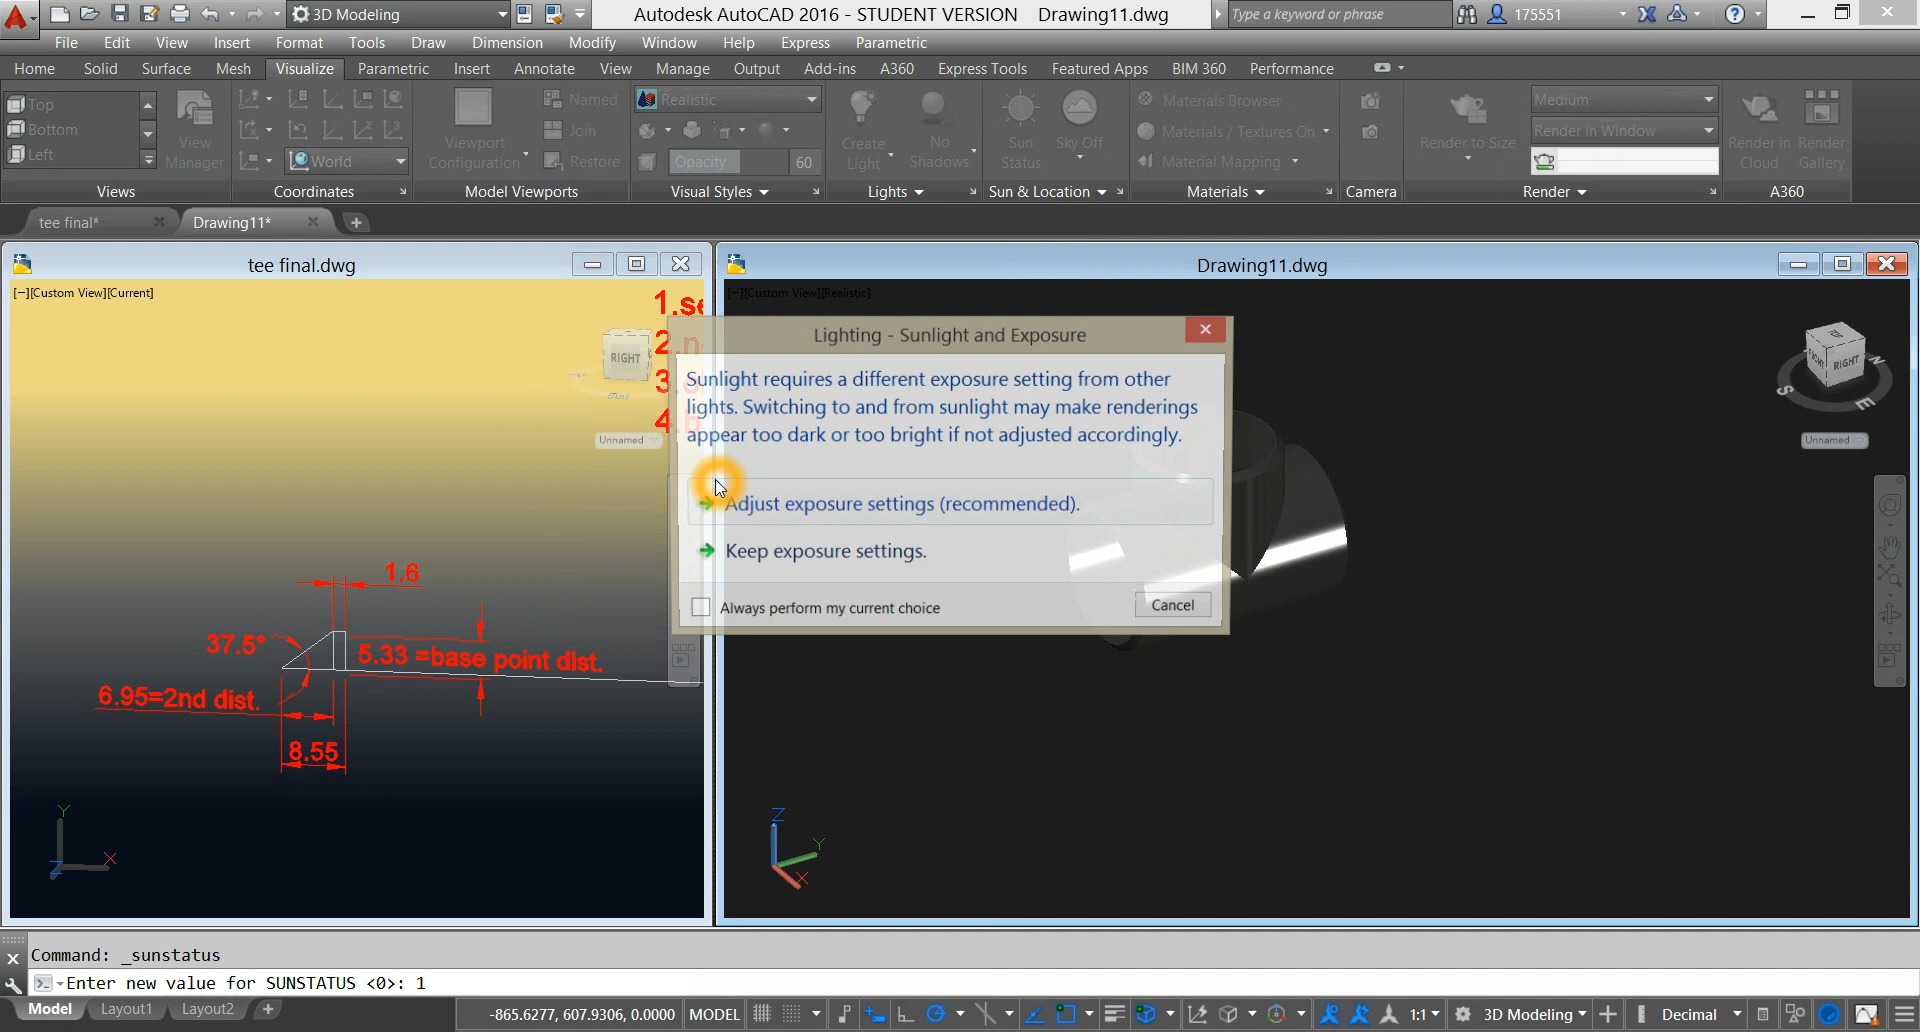 3D Modeling
Autodesk AutoCAD 2016 - STUDENT VERSION Drawing11.dwg
Type a keyword or phrase
175551
File Edit View Insert Format Tools Draw Dimension Modify Window Help Express Parametric
Home Solid Surface Mesh Visualize Parametric Insert Annotate View Manage Output Add-ins A360 Express Tools Featured Apps BIM 360 Performance
Top
Bottom
Left
View
Manager
Views
World
Coordinates
Viewport
Configuration
Named
Join
Restore
Model Viewports
Realistic
Opacity 60
Visual Styles
Create
Light
No
Shadows
Lights
Sun
Status
Sky Off
Sun & Location
Materials Browser
Materials / Textures On
Material Mapping
Materials
Camera
Render to Size
Medium
Render in Window
Render
Render in
Cloud
Render
Gallery
A360
tee final*
Drawing11*
tee final.dwg
[−][Custom View][Current]
RIGHT
Unnamed
1.6
37.5°
5.33 =base point dist.
6.95=2nd dist.
8.55
Y
Z
X
Drawing11.dwg
[−][Custom View][Realistic]
TOP
FRONT
RIGHT
N
S
E
Unnamed
Z
Y
X
Lighting - Sunlight and Exposure
Sunlight requires a different exposure setting from other
lights. Switching to and from sunlight may make renderings
appear too dark or too bright if not adjusted accordingly.
Adjust exposure settings (recommended).
Keep exposure settings.
Always perform my current choice
Cancel
Command: _sunstatus
Enter new value for SUNSTATUS <0>: 1
Model Layout1 Layout2
-865.6277, 607.9306, 0.0000 MODEL 1:1 3D Modeling Decimal